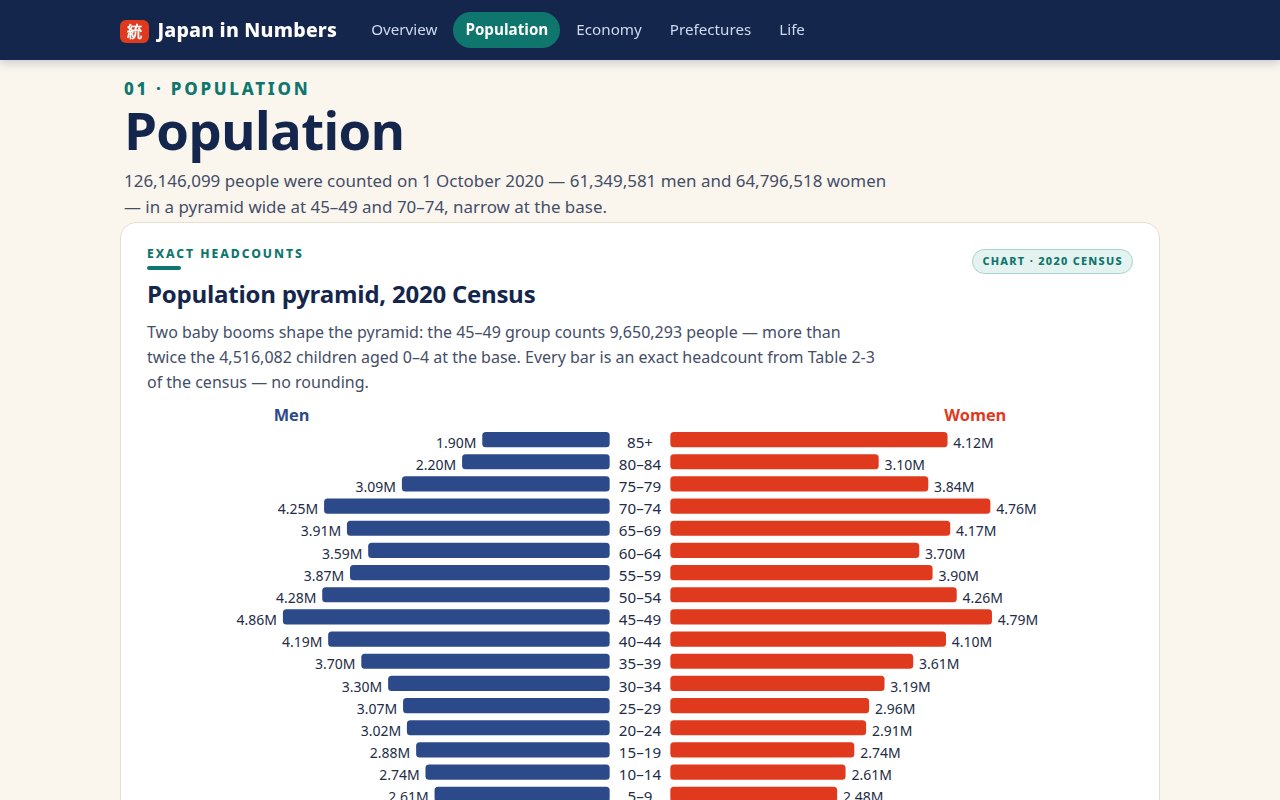 統 Japan in Numbers Overview Population Economy Prefectures Life
01 · POPULATION
Population
126,146,099 people were counted on 1 October 2020 — 61,349,581 men and 64,796,518 women
— in a pyramid wide at 45–49 and 70–74, narrow at the base.
EXACT HEADCOUNTS
CHART · 2020 CENSUS
Population pyramid, 2020 Census
Two baby booms shape the pyramid: the 45–49 group counts 9,650,293 people — more than
twice the 4,516,082 children aged 0–4 at the base. Every bar is an exact headcount from Table 2-3
of the census — no rounding.
Men Women
1.90M 85+ 4.12M
2.20M 80–84 3.10M
3.09M 75–79 3.84M
4.25M 70–74 4.76M
3.91M 65–69 4.17M
3.59M 60–64 3.70M
3.87M 55–59 3.90M
4.28M 50–54 4.26M
4.86M 45–49 4.79M
4.19M 40–44 4.10M
3.70M 35–39 3.61M
3.30M 30–34 3.19M
3.07M 25–29 2.96M
3.02M 20–24 2.91M
2.88M 15–19 2.74M
2.74M 10–14 2.61M
2.61M 5–9 2.48M